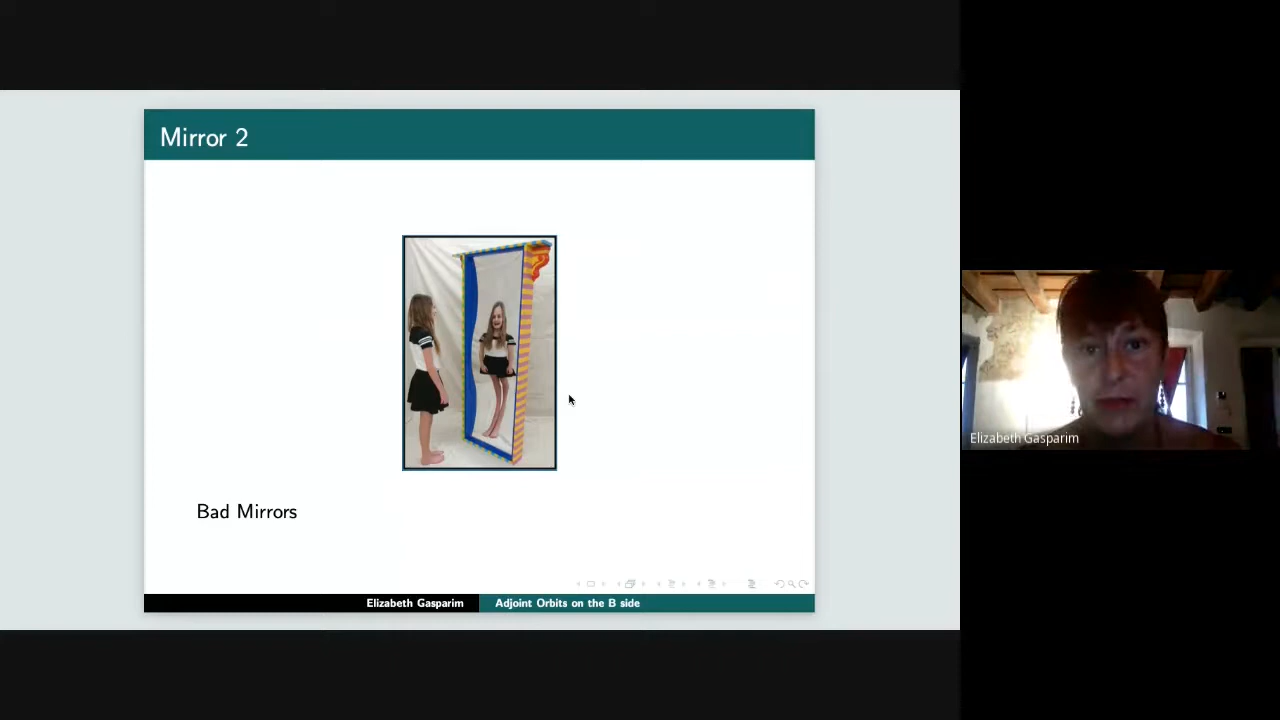 Mirror 2
Bad Mirrors
Elizabeth Gasparim
Adjoint Orbits on the B side
Elizabeth Gasparim